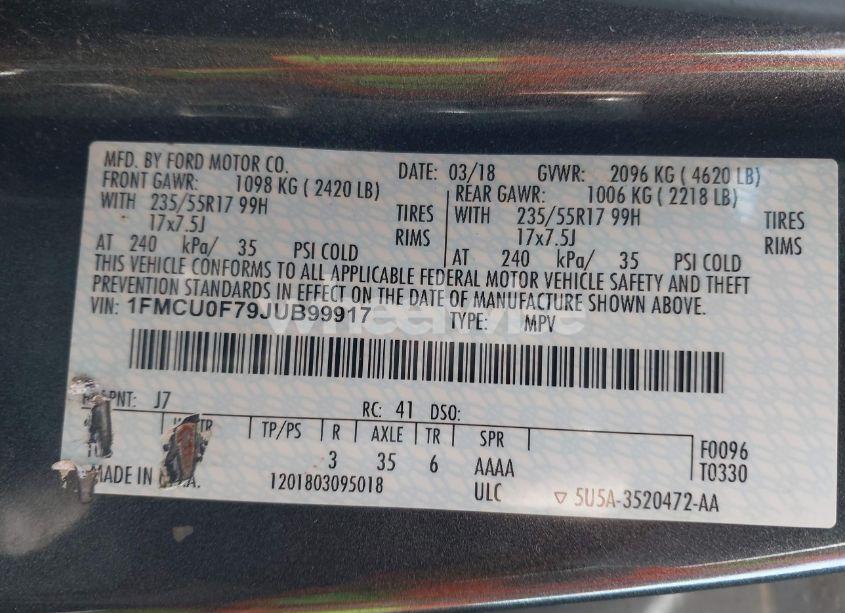 MFD. BY FORD MOTOR CO. DATE: 03/18 GVWR: 2096 KG ( 4620 LB)
FRONT GAWR: 1098 KG ( 2420 LB) REAR GAWR: 1006 KG ( 2218 LB)
WITH 235/55R17 99H TIRES WITH 235/55R17 99H TIRES
17x7.5J RIMS 17x7.5J RIMS
AT 240 kPa/ 35 PSI COLD AT 240 kPa/ 35 PSI COLD
THIS VEHICLE CONFORMS TO ALL APPLICABLE FEDERAL MOTOR VEHICLE SAFETY AND THEFT
PREVENTION STANDARDS IN EFFECT ON THE DATE OF MANUFACTURE SHOWN ABOVE.
VIN: 1FMCU0F79JUB99917 TYPE: MPV
J7 RC: 41 DSO:
TP/PS R AXLE TR SPR
3 35 6 AAAA
F0096
T0330
MADE IN
1201803095018 ULC 5U5A-3520472-AA